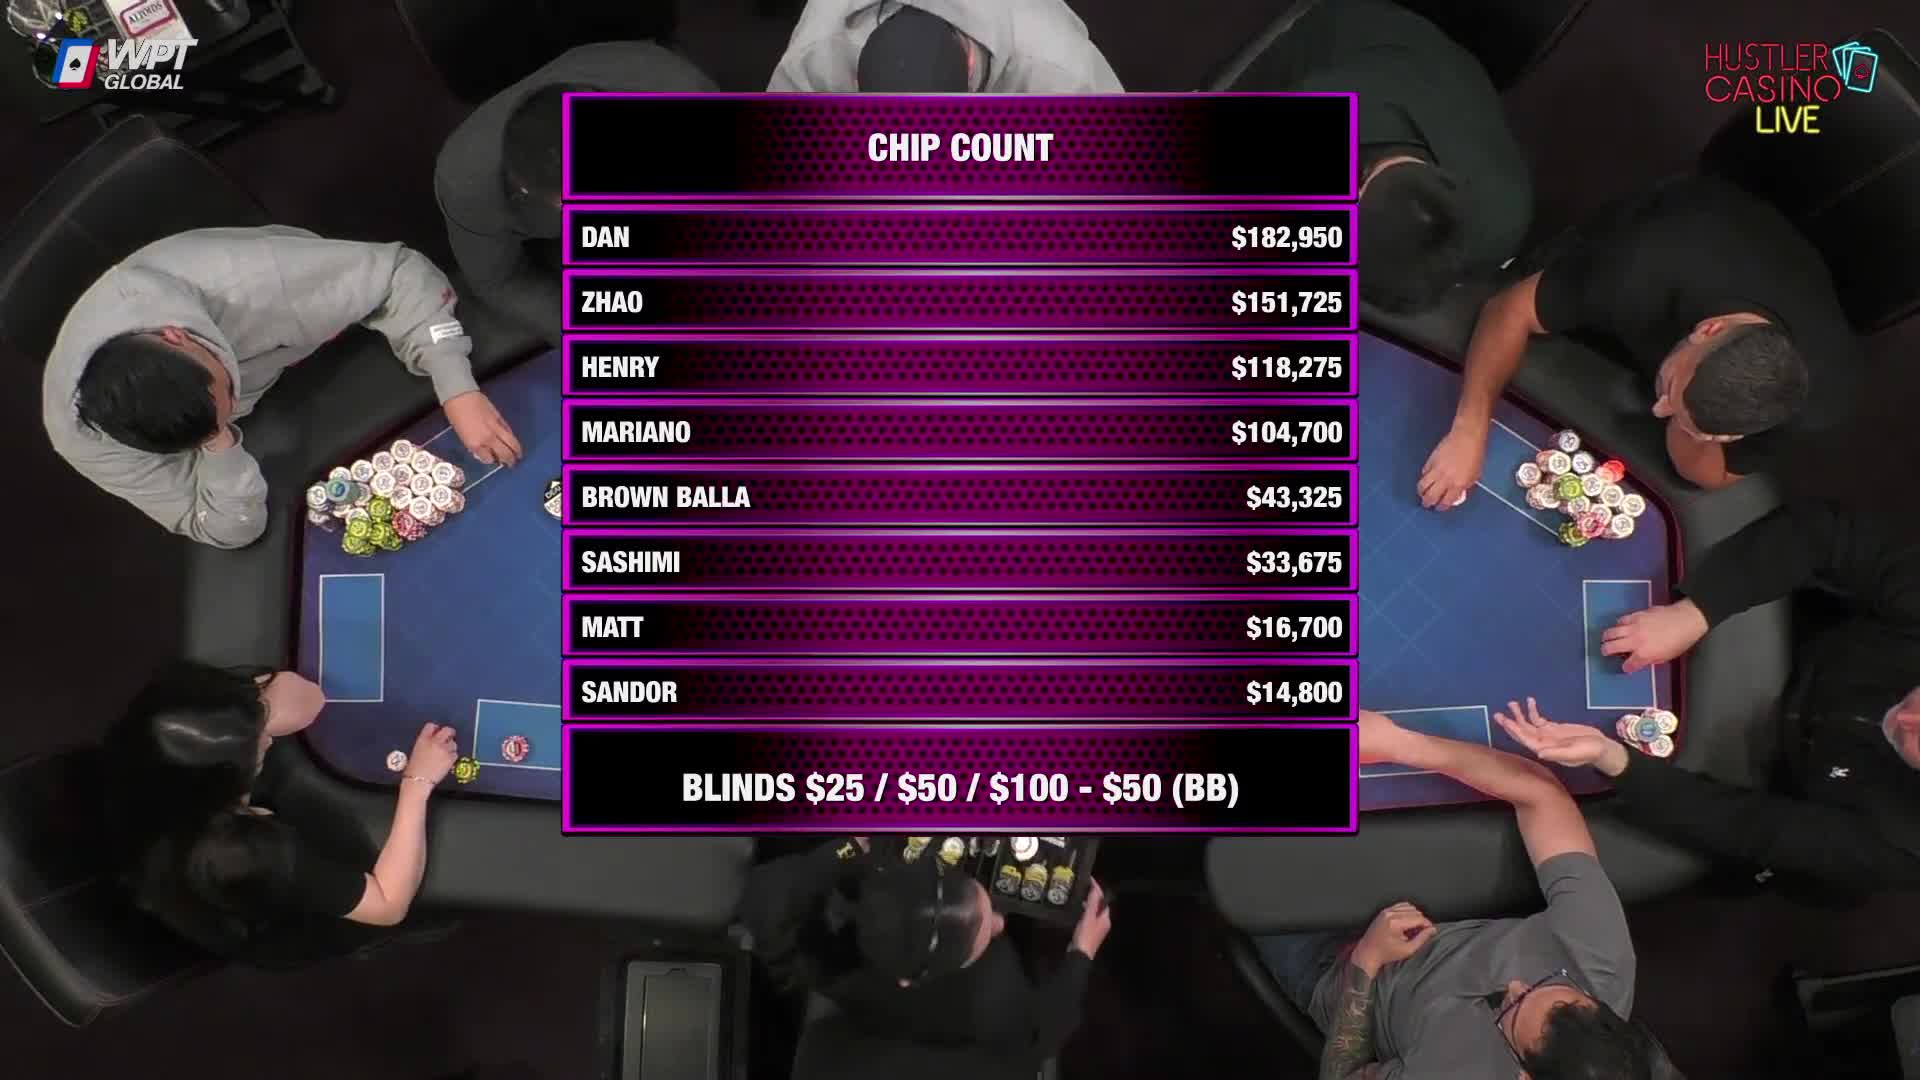 ALTOIDS
WPT
GLOBAL
HUSTLER
CASINO
LIVE
CHIP COUNT
DAN $182,950
ZHAO $151,725
HENRY $118,275
MARIANO $104,700
BROWN BALLA $43,325
SASHIMI $33,675
MATT $16,700
SANDOR $14,800
BLINDS $25 / $50 / $100 - $50 (BB)